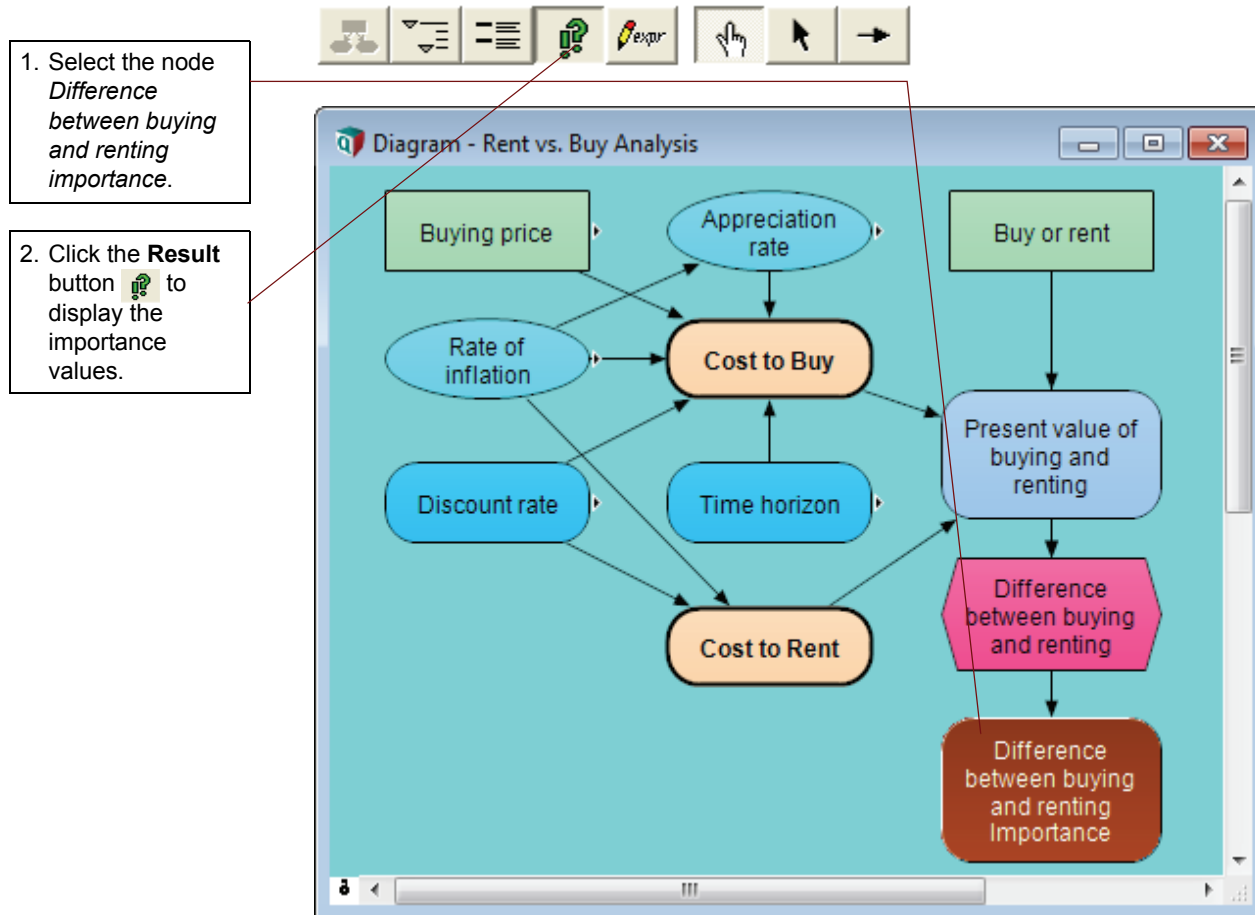 expr
1. Select the node
Difference
between buying
and renting
importance.
2. Click the Result
button to
display the
importance
values.
Diagram - Rent vs. Buy Analysis
Buying price
Appreciation
rate
Buy or rent
Rate of
inflation
Cost to Buy
Present value of
buying and
renting
Discount rate
Time horizon
Difference
between buying
and renting
Cost to Rent
Difference
between buying
and renting
Importance